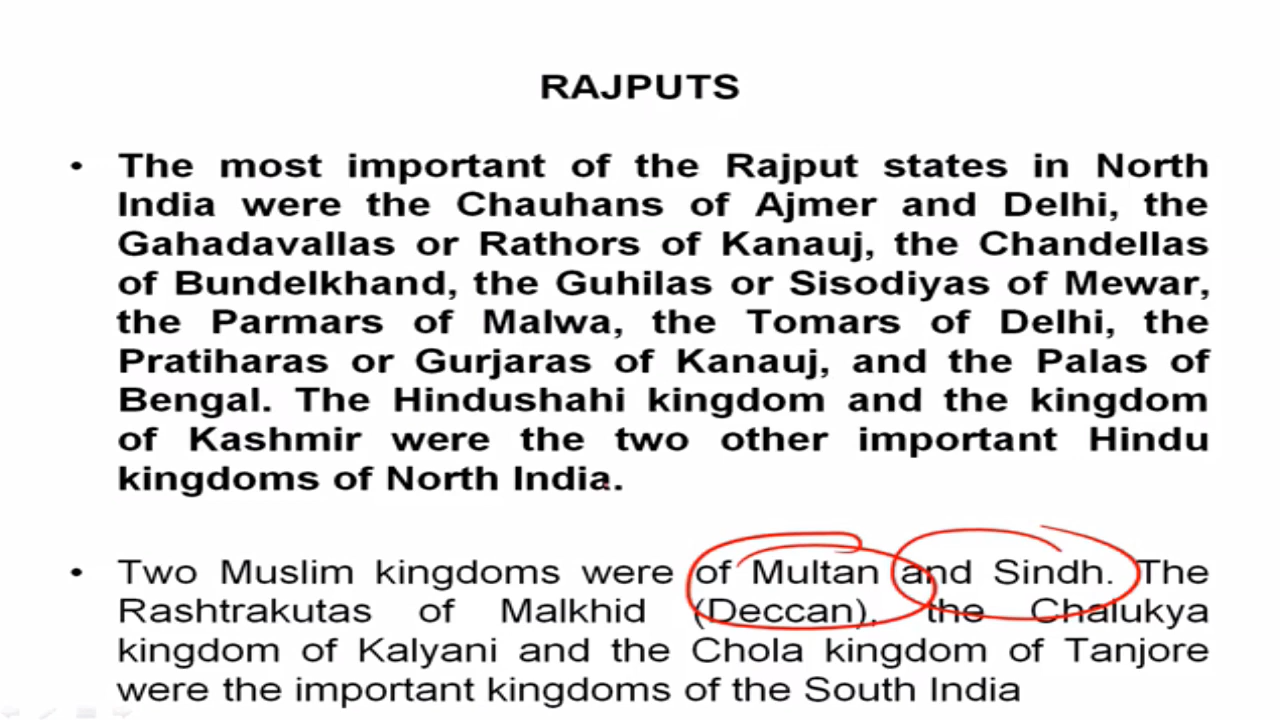 RAJPUTS
• The most important of the Rajput states in North
India were the Chauhans of Ajmer and Delhi, the
Gahadavallas or Rathors of Kanauj, the Chandellas
of Bundelkhand, the Guhilas or Sisodiyas of Mewar,
the Parmars of Malwa, the Tomars of Delhi, the
Pratiharas or Gurjaras of Kanauj, and the Palas of
Bengal. The Hindushahi kingdom and the kingdom
of Kashmir were the two other important Hindu
kingdoms of North India.
• Two Muslim kingdoms were of Multan and Sindh. The
Rashtrakutas of Malkhid (Deccan), the Chalukya
kingdom of Kalyani and the Chola kingdom of Tanjore
were the important kingdoms of the South India